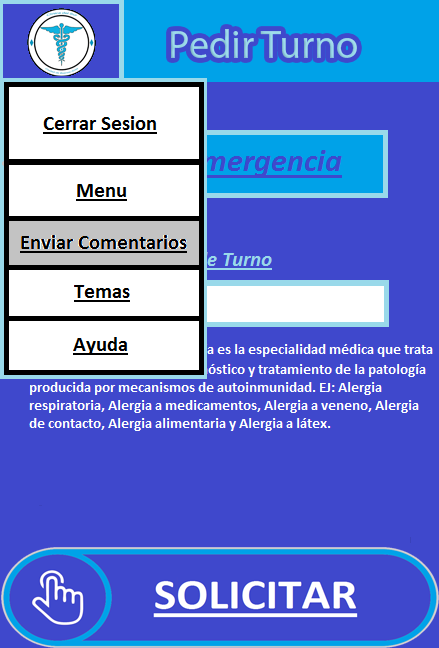 Pedir Turno
Cerrar Sesion
mergencia
Menu
Enviar Comentarios
e Turno
Temas
Ayuda
a es la especialidad médica que trata
óstico y tratamiento de la patología
producida por mecanismos de autoinmunidad. EJ: Alergia
respiratoria, Alergia a medicamentos, Alergia a veneno, Alergia
de contacto, Alergia alimentaria y Alergia a látex.
SOLICITAR